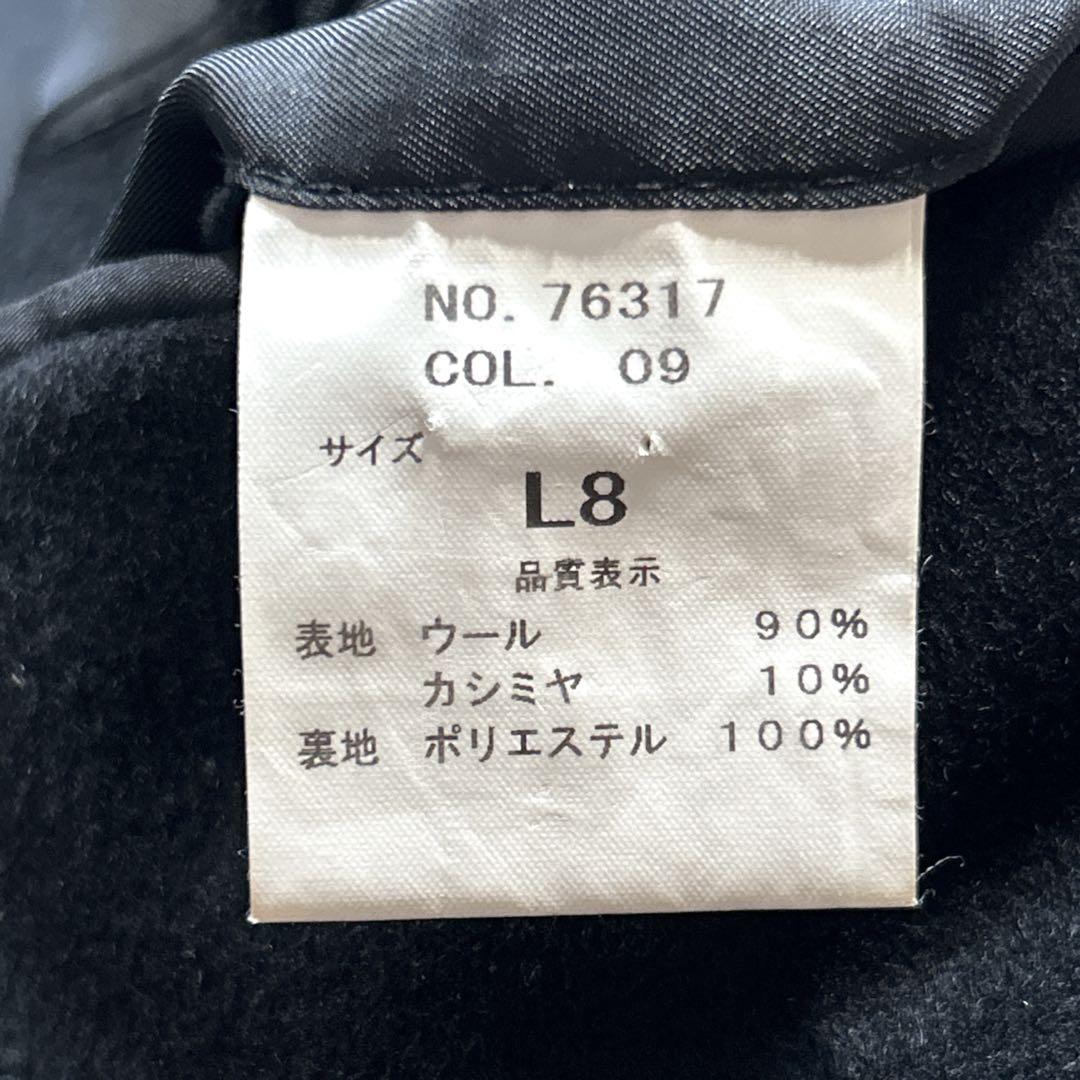 NO. 76317
COL. 09
サイズ
L8
品質表示
表地 ウール 90%
カシミヤ 10%
裏地 ポリエステル 100%